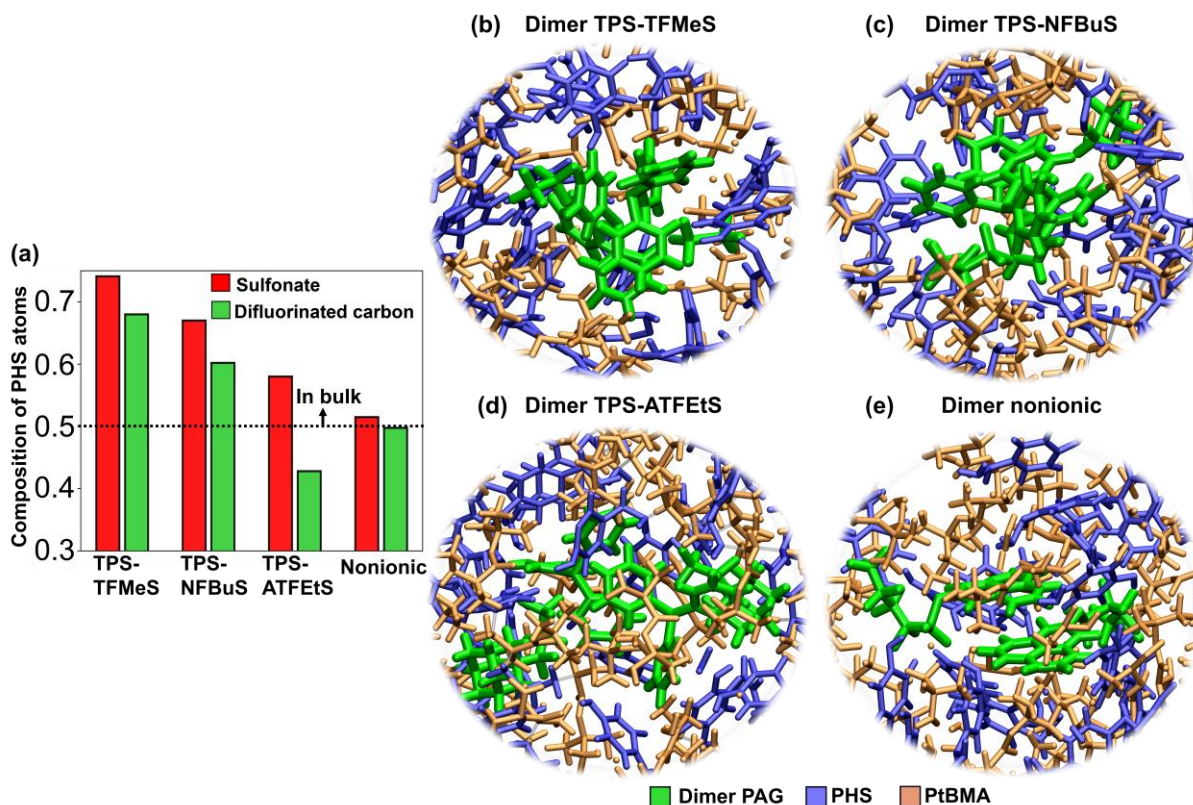 (b) Dimer TPS-TFMeS
(c) Dimer TPS-NFBuS
(a)
Composition of PHS atoms
0.7
0.6
0.5
0.4
0.3
Sulfonate
Difluorinated carbon
In bulk
TPS-
TFMeS
TPS-
NFBuS
TPS-
ATFEtS
Nonionic
(d) Dimer TPS-ATFEtS
(e) Dimer nonionic
Dimer PAG PHS PtBMA